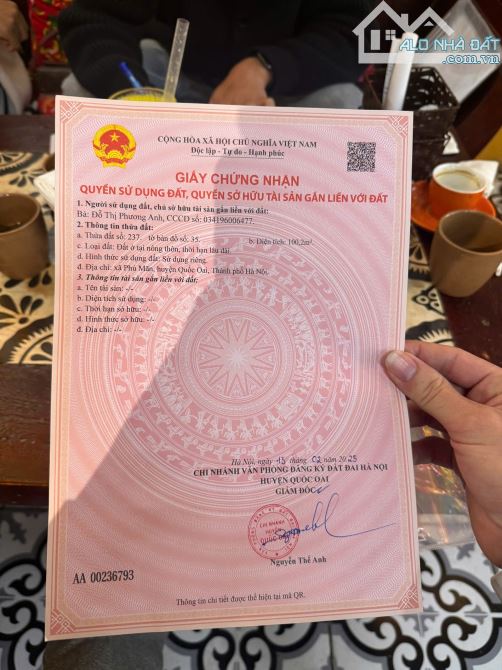 ALO NHÀ ĐẤT
.com.vn
CỘNG HÒA XÃ HỘI CHỦ NGHĨA VIỆT NAM
Độc lập - Tự do - Hạnh phúc
GIẤY CHỨNG NHẬN
QUYỀN SỬ DỤNG ĐẤT, QUYỀN SỞ HỮU TÀI SẢN GẮN LIỀN VỚI ĐẤT
1. Người sử dụng đất, chủ sở hữu tài sản gắn liền với đất:
Bà: Đỗ Thị Phương Anh, CCCD số: 034196006477.
2. Thông tin thửa đất:
a. Thửa đất số: 237. tờ bản đồ số: 35. b. Diện tích: 100,2m².
c. Loại đất: Đất ở tại nông thôn, thời hạn lâu dài.
d. Hình thức sử dụng đất: Sử dụng riêng.
đ. Địa chỉ: xã Phú Mãn, huyện Quốc Oai, Thành phố Hà Nội.
3. Thông tin tài sản gắn liền với đất:
a. Tên tài sản: -/-
b. Diện tích sử dụng: -/-
c. Thời hạn sở hữu: -/-
d. Hình thức sở hữu: -/-
đ. Địa chỉ: -/-
Hà Nội, ngày 13 tháng 02 năm 2025
CHI NHÁNH VĂN PHÒNG ĐĂNG KÝ ĐẤT ĐAI HÀ NỘI
HUYỆN QUỐC OAI
GIÁM ĐỐC
CHI NHÁNH
HUYỆN
QUỐC OAI
Nguyễn Thế Anh
AA 00236793
Thông tin chi tiết được thể hiện tại mã QR.